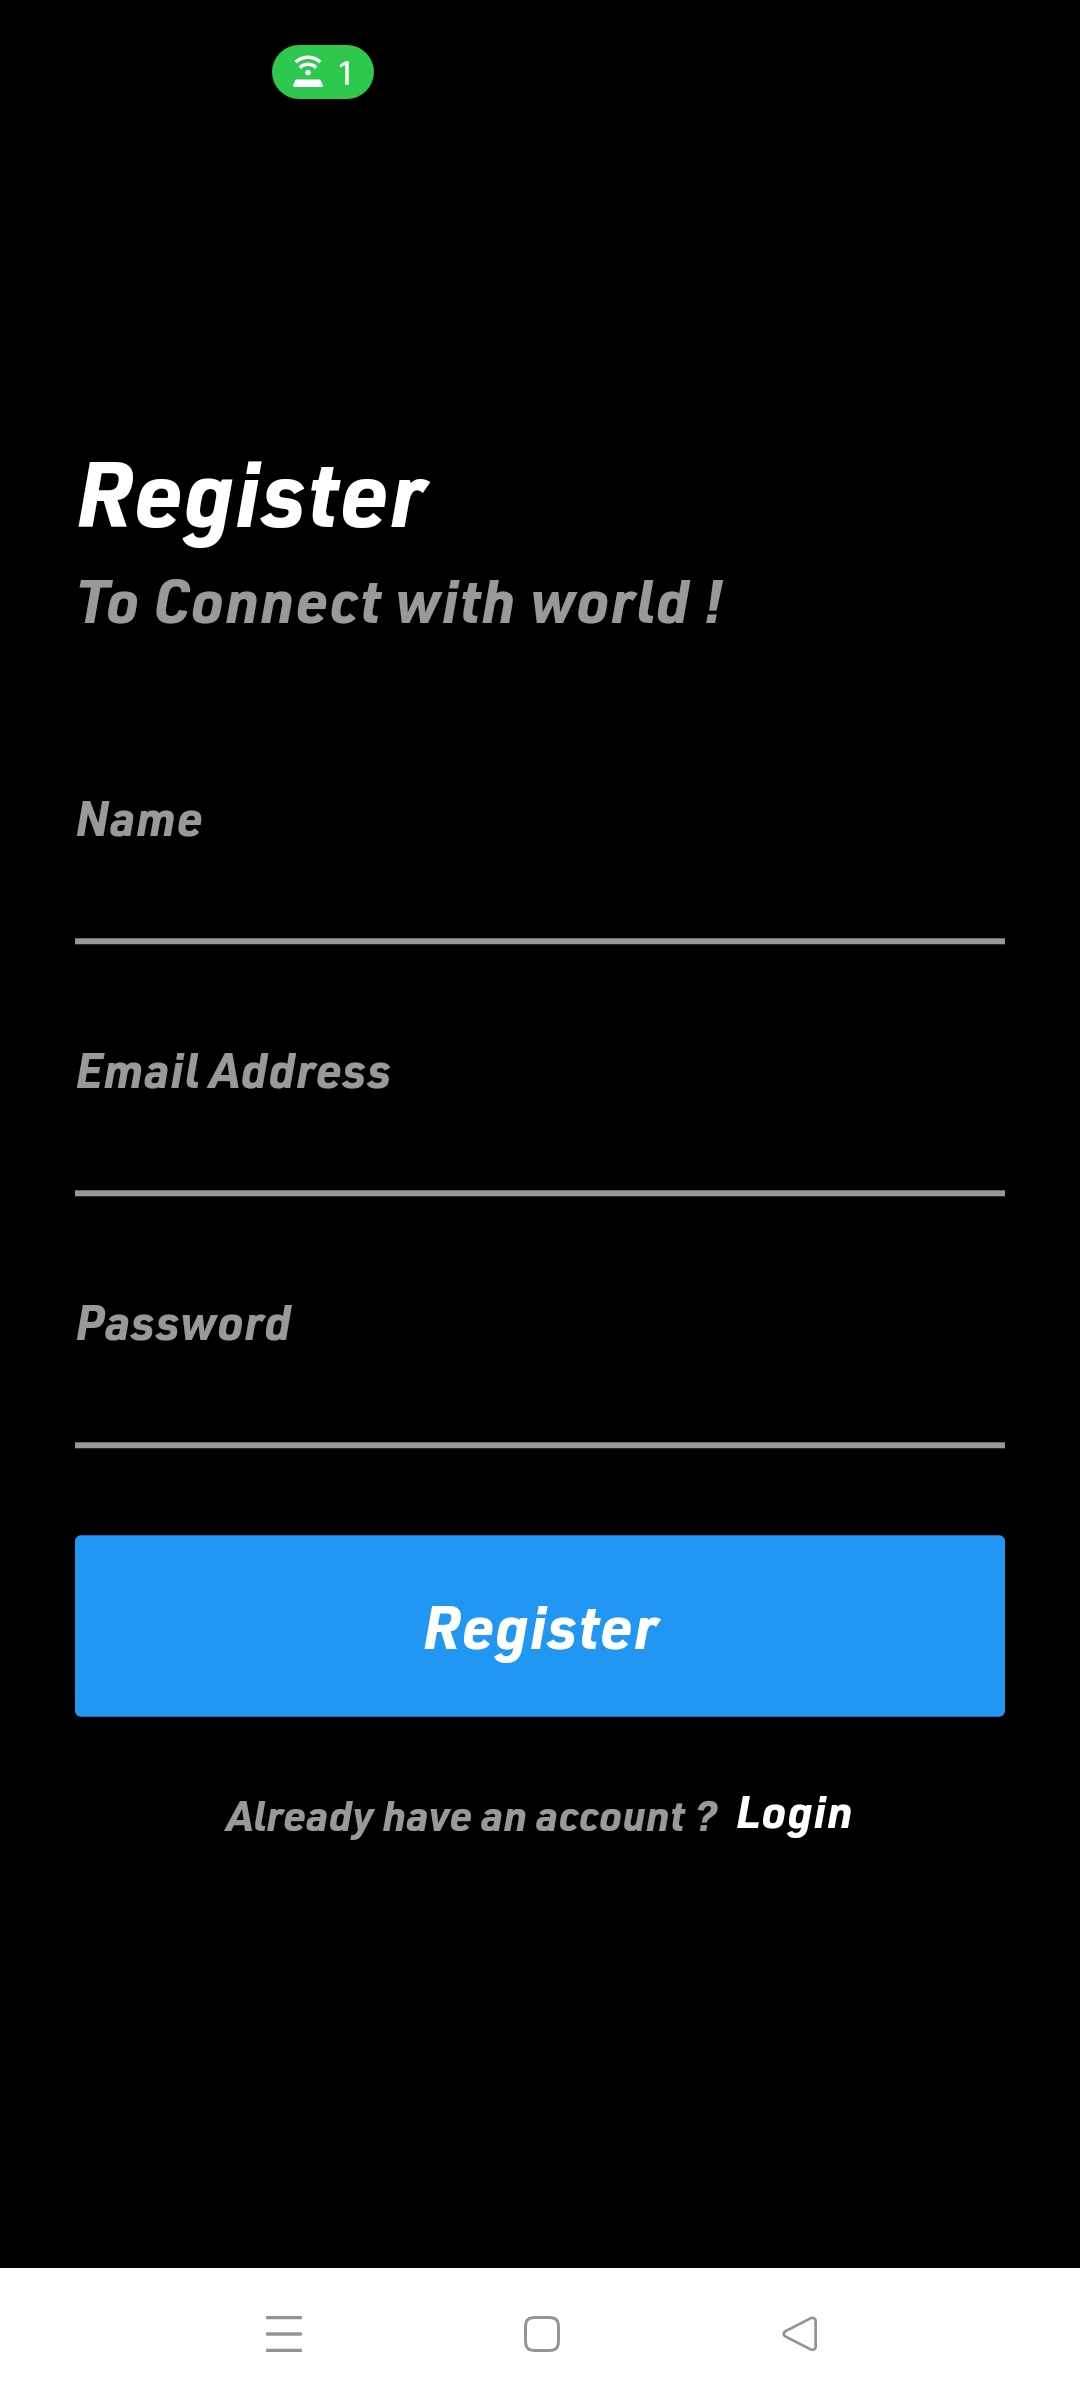 1
Register
To Connect with world !
Name
Email Address
Password
Register
Already have an account ? Login